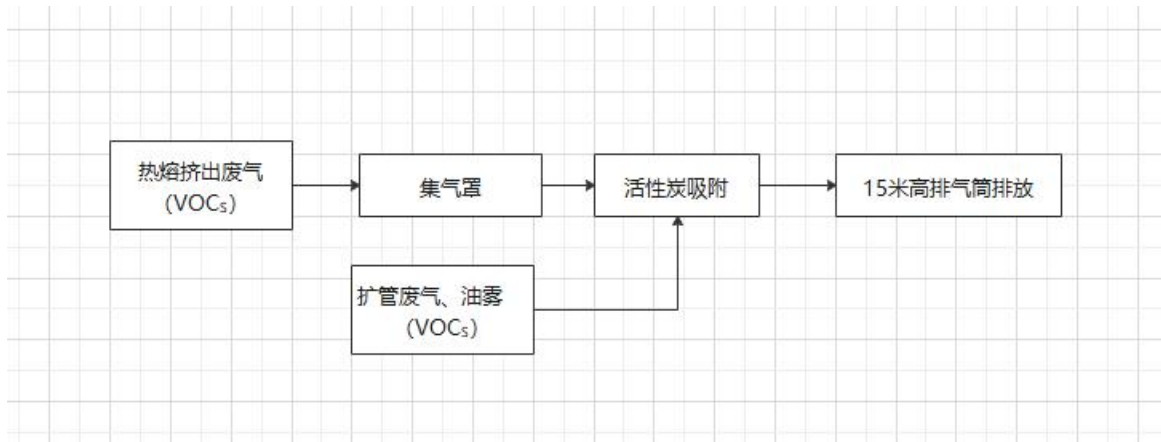 热熔挤出废气
（VOCₛ）
集气罩
活性炭吸附
15米高排气筒排放
扩管废气、油雾
（VOCₛ）